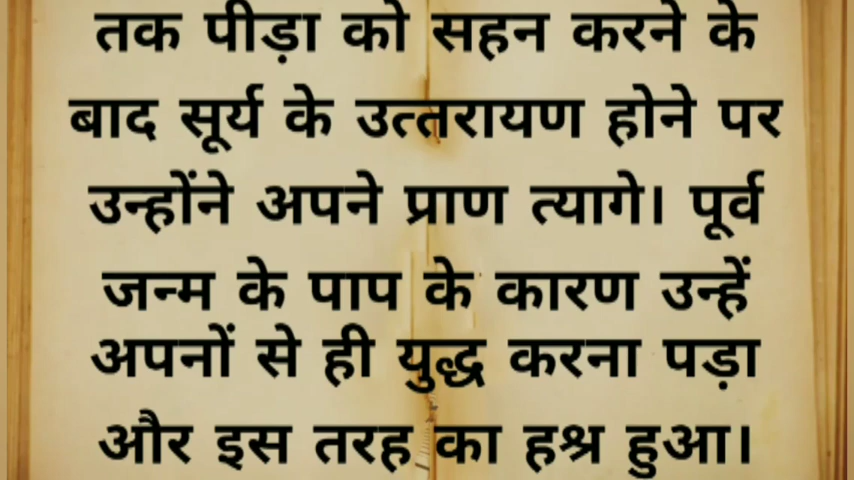 तक पीड़ा को सहन करने के
बाद सूर्य के उत्तरायण होने पर
उन्होंने अपने प्राण त्यागे। पूर्व
जन्म के पाप के कारण उन्हें
अपनों से ही युद्ध करना पड़ा
और इस तरह का हश्र हुआ।